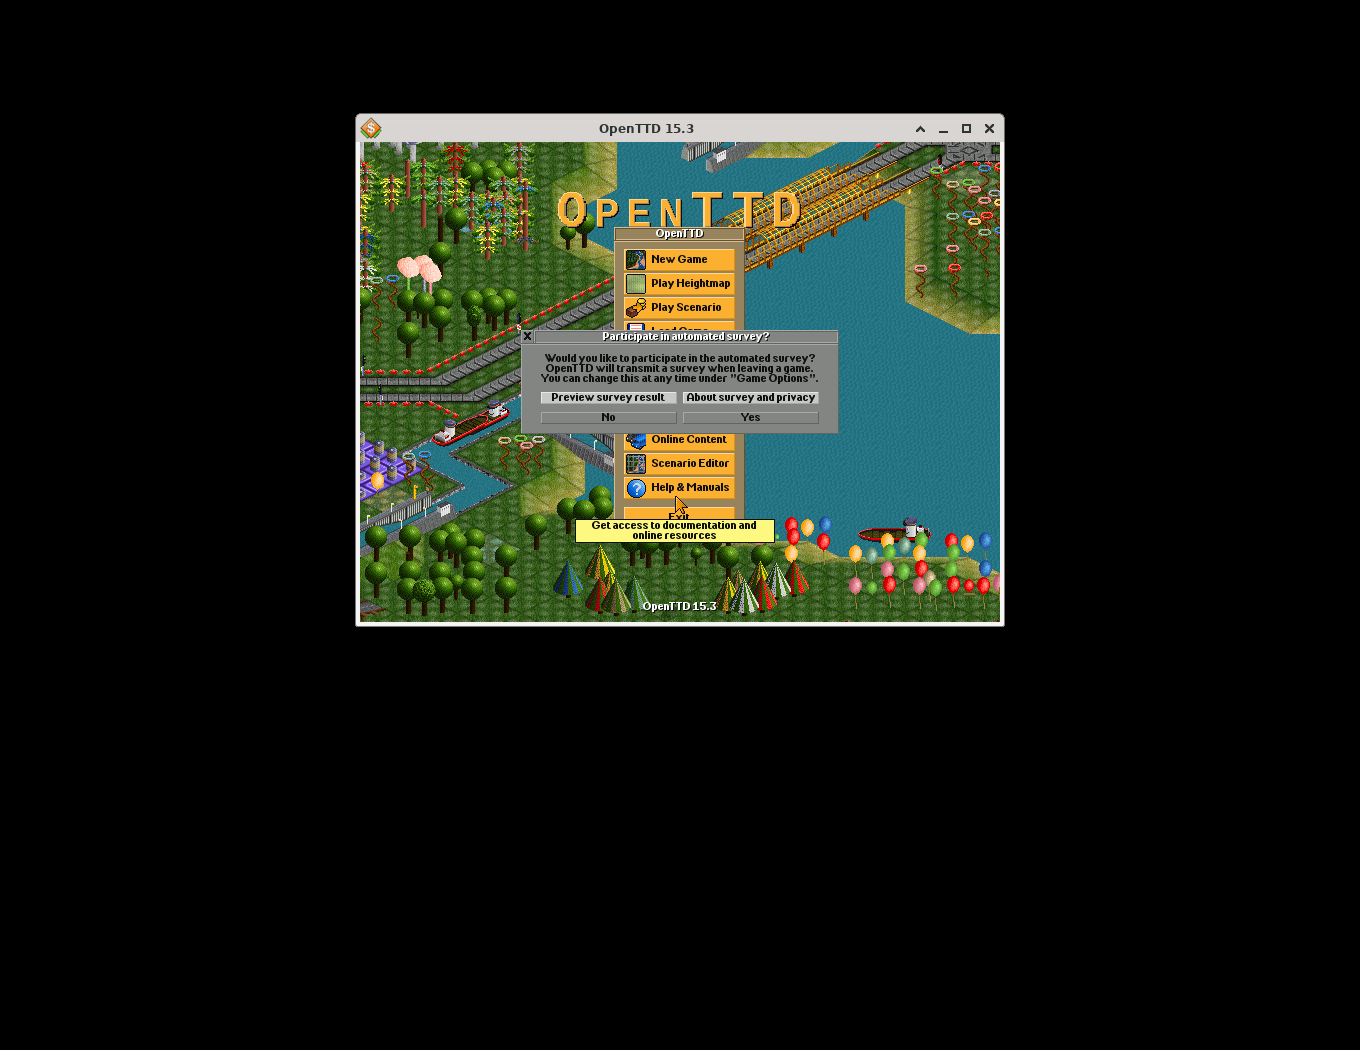 OpenTTD 15.3
OPENTTD
OpenTTD
New Game
Play Heightmap
Play Scenario
Participate in automated survey?
Would you like to participate in the automated survey?
OpenTTD will transmit a survey when leaving a game.
You can change this at any time under "Game Options".
Preview survey result
About survey and privacy
No
Yes
Online Content
Scenario Editor
Help & Manuals
Exit
Get access to documentation and
online resources
OpenTTD 15.3